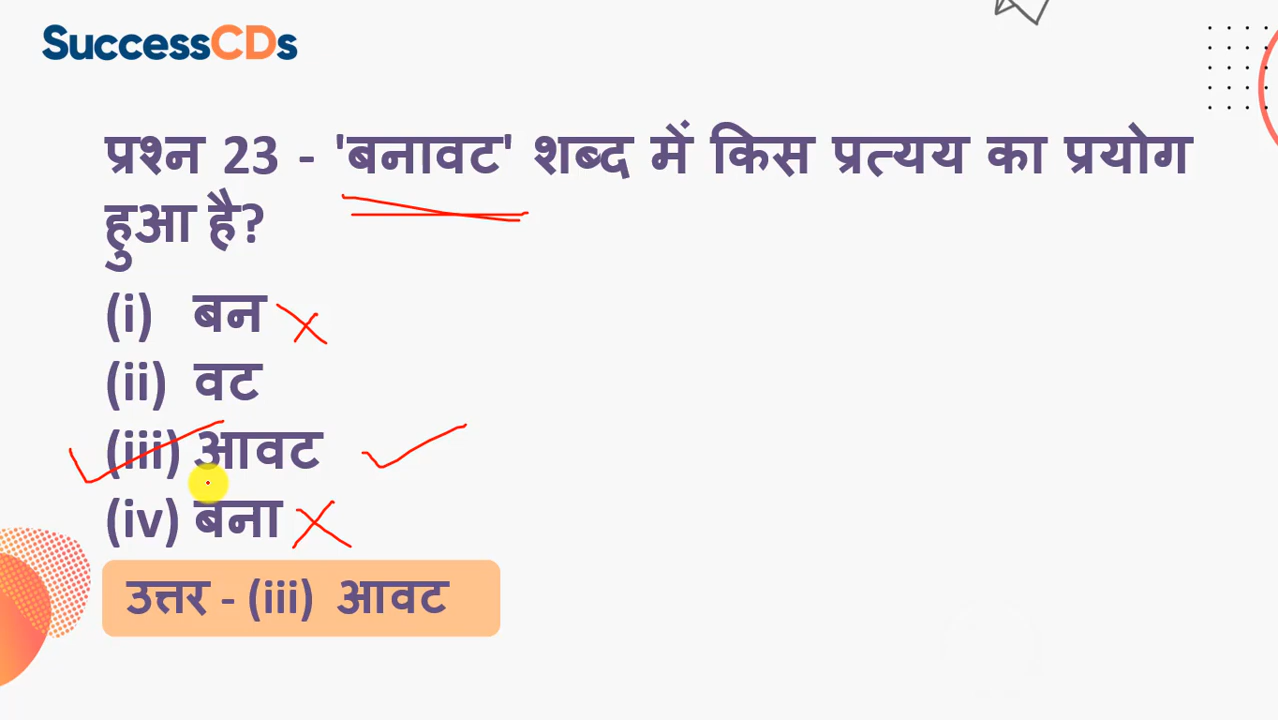 SuccessCDs
प्रश्न 23 - 'बनावट' शब्द में किस प्रत्यय का प्रयोग
हुआ है?
(i) बन
(ii) वट
(iii) आवट
(iv) बना
उत्तर - (iii) आवट